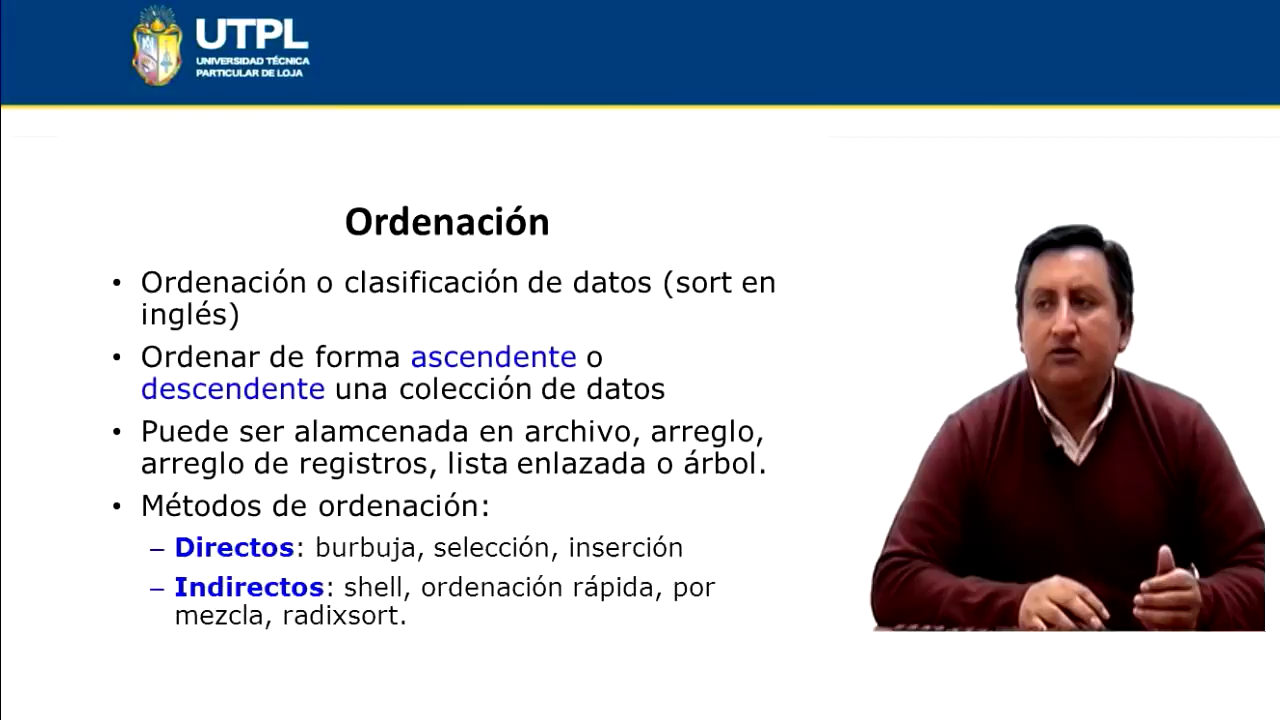 UTPL
UNIVERSIDAD TÉCNICA
PARTICULAR DE LOJA
Ordenación
• Ordenación o clasificación de datos (sort en
inglés)
• Ordenar de forma ascendente o
descendente una colección de datos
• Puede ser alamcenada en archivo, arreglo,
arreglo de registros, lista enlazada o árbol.
• Métodos de ordenación:
– Directos: burbuja, selección, inserción
– Indirectos: shell, ordenación rápida, por
mezcla, radixsort.